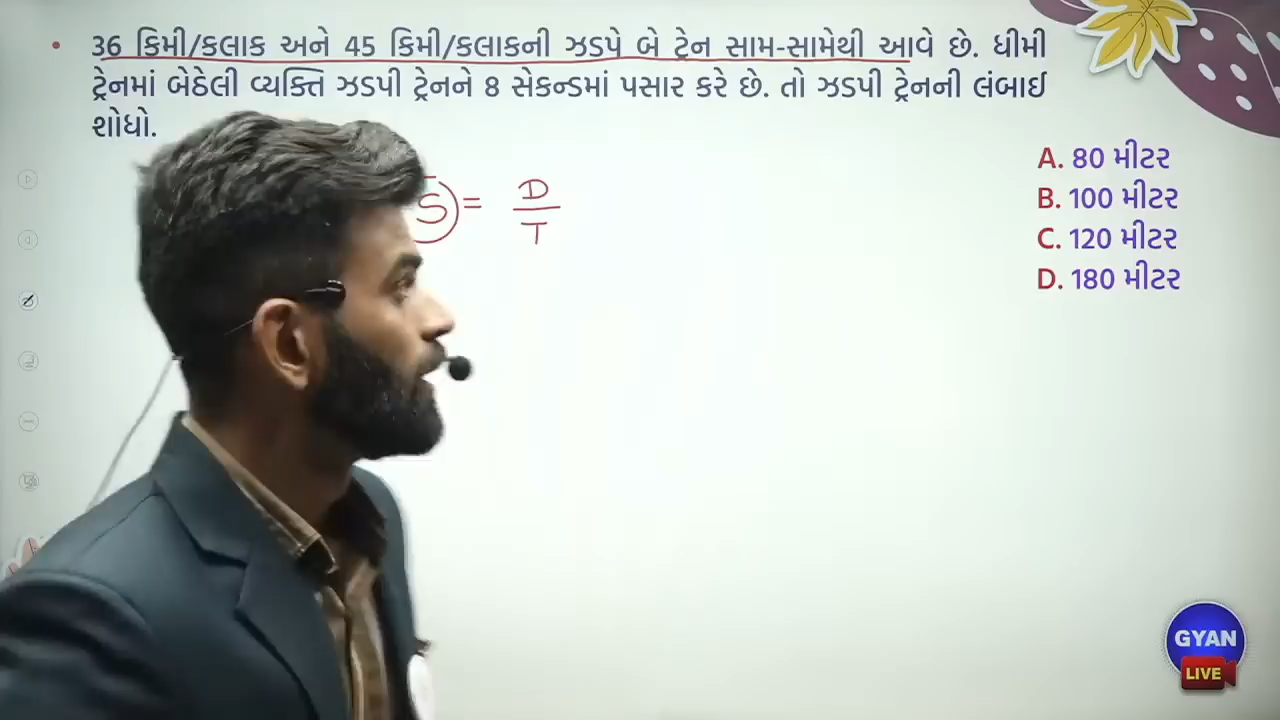 36 કિમી/કલાક અને 45 કિમી/કલાકની ઝડપે બે ટ્રેન સામ-સામેથી આવે છે. ધીમી
ટ્રેનમાં બેઠેલી વ્યક્તિ ઝડપી ટ્રેનને 8 સેકન્ડમાં પસાર કરે છે. તો ઝડપી ટ્રેનની લંબાઈ
શોધો.
A. 80 મીટર
B. 100 મીટર
C. 120 મીટર
D. 180 મીટર
S = D
T
GYAN
LIVE